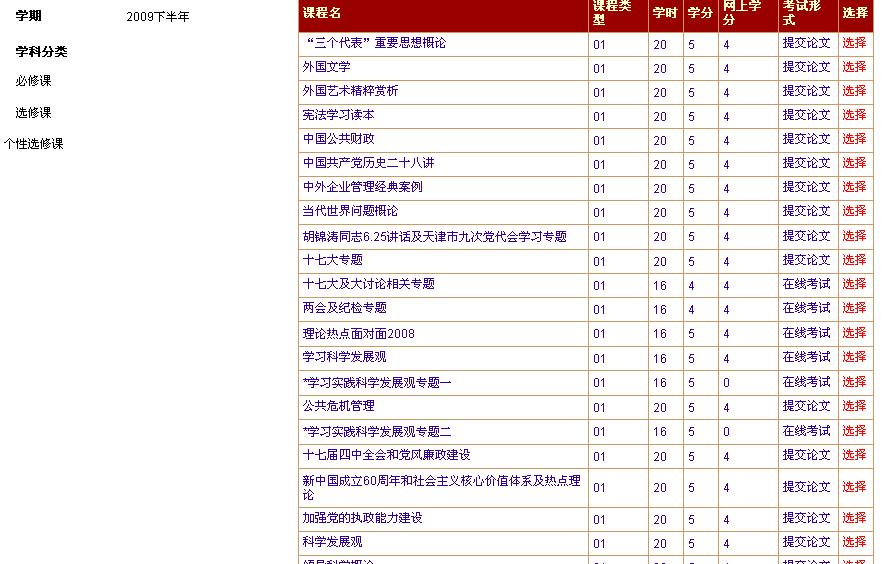 学期 2009下半年
学科分类
必修课
选修课
个性选修课
课程名 课程类型 学时 学分 网上学分 考试形式 选择
“三个代表”重要思想概论 01 20 5 4 提交论文 选择
外国文学 01 20 5 4 提交论文 选择
外国艺术精粹赏析 01 20 5 4 提交论文 选择
宪法学习读本 01 20 5 4 提交论文 选择
中国公共财政 01 20 5 4 提交论文 选择
中国共产党历史二十八讲 01 20 5 4 提交论文 选择
中外企业管理经典案例 01 20 5 4 提交论文 选择
当代世界问题概论 01 20 5 4 提交论文 选择
胡锦涛同志6.25讲话及天津市九次党代会学习专题 01 20 5 4 提交论文 选择
十七大专题 01 20 5 4 提交论文 选择
十七大及大讨论相关专题 01 16 4 4 在线考试 选择
两会及纪检专题 01 16 4 4 在线考试 选择
理论热点面对面2008 01 16 5 4 在线考试 选择
学习科学发展观 01 16 5 4 在线考试 选择
*学习实践科学发展观专题一 01 16 5 0 在线考试 选择
公共危机管理 01 20 5 4 提交论文 选择
*学习实践科学发展观专题二 01 16 5 0 在线考试 选择
十七届四中全会和党风廉政建设 01 20 5 4 提交论文 选择
新中国成立60周年和社会主义核心价值体系及热点理
论 01 20 5 4 提交论文 选择
加强党的执政能力建设 01 20 5 4 提交论文 选择
科学发展观 01 20 5 4 提交论文 选择